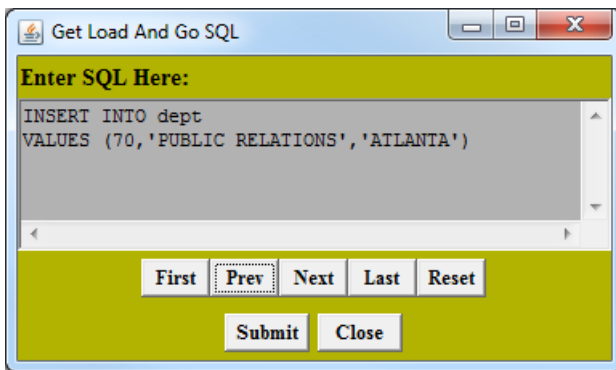 Get Load And Go SQL
Enter SQL Here:
INSERT INTO dept
VALUES (70,'PUBLIC RELATIONS','ATLANTA')
First Prev Next Last Reset
Submit Close